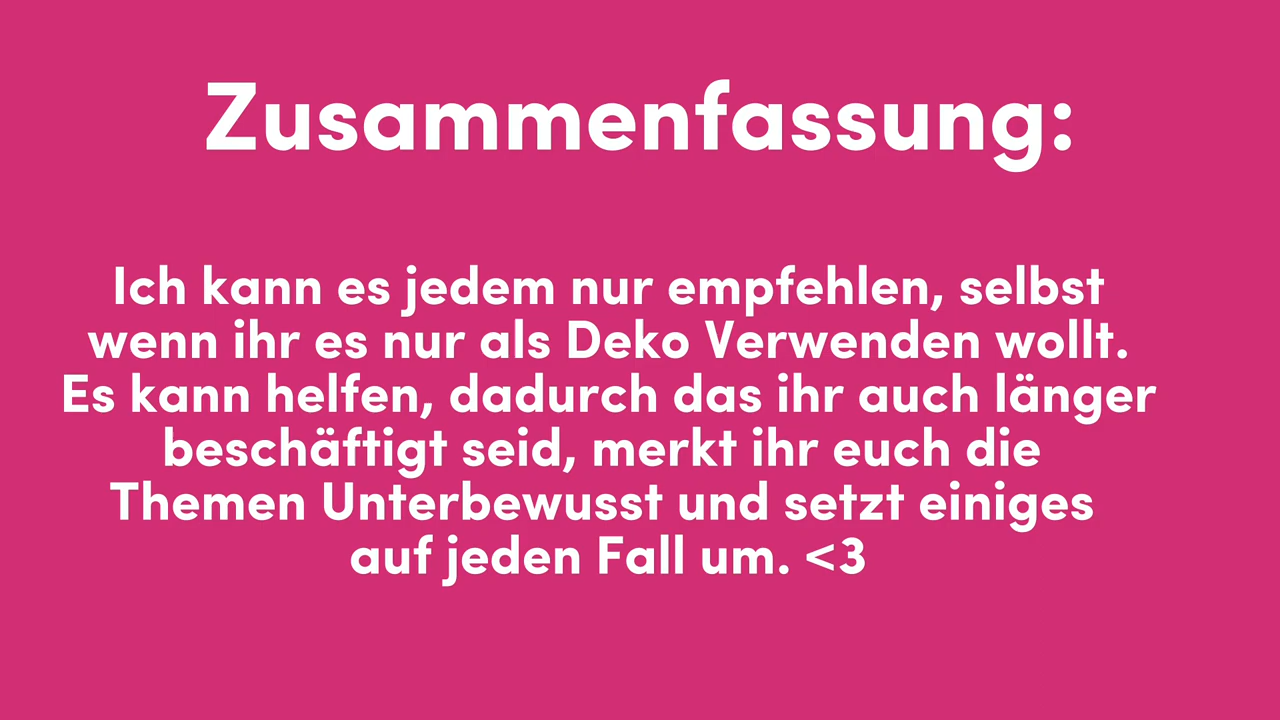 Zusammenfassung:
Ich kann es jedem nur empfehlen, selbst
wenn ihr es nur als Deko Verwenden wollt.
Es kann helfen, dadurch das ihr auch länger
beschäftigt seid, merkt ihr euch die
Themen Unterbewusst und setzt einiges
auf jeden Fall um. <3